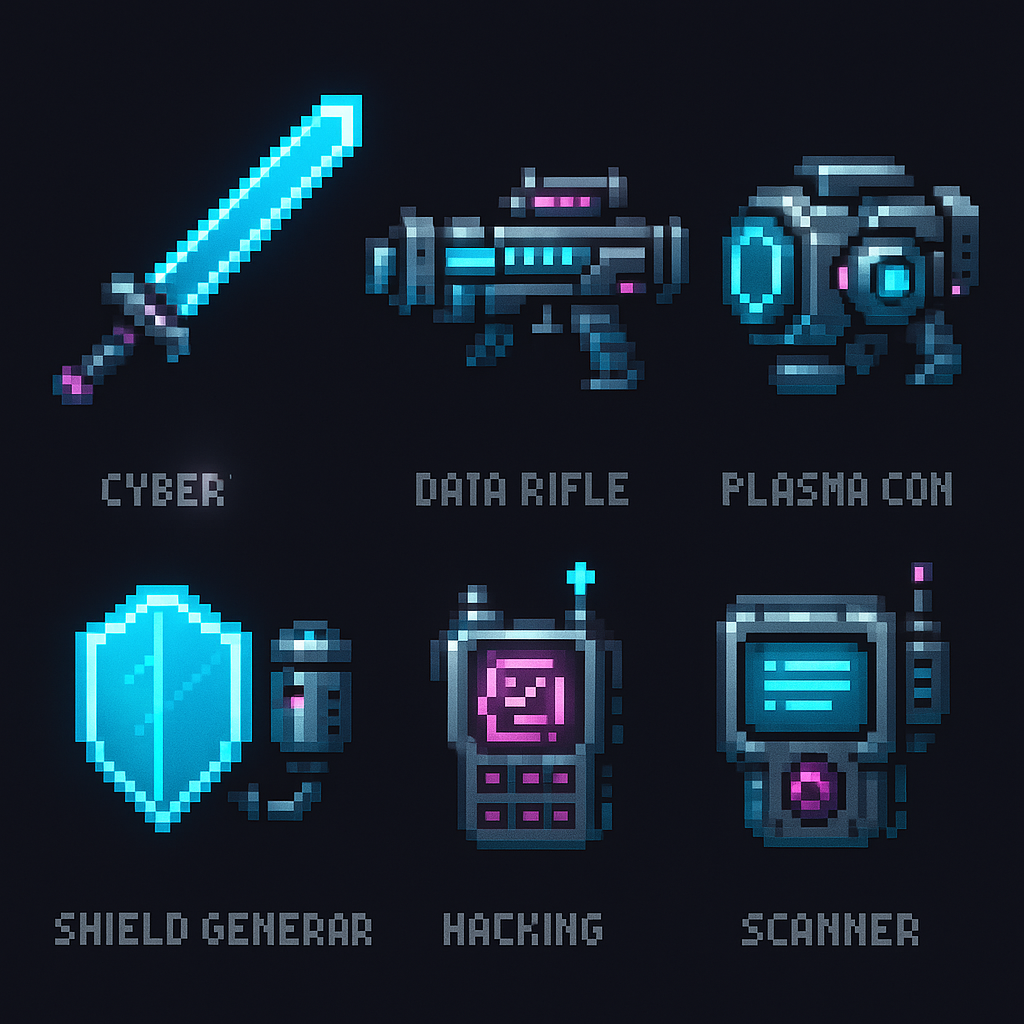 CYBER
DATA RIFLE
PLASMA CON
SHIELD GENERAR
HACKING
SCANNER